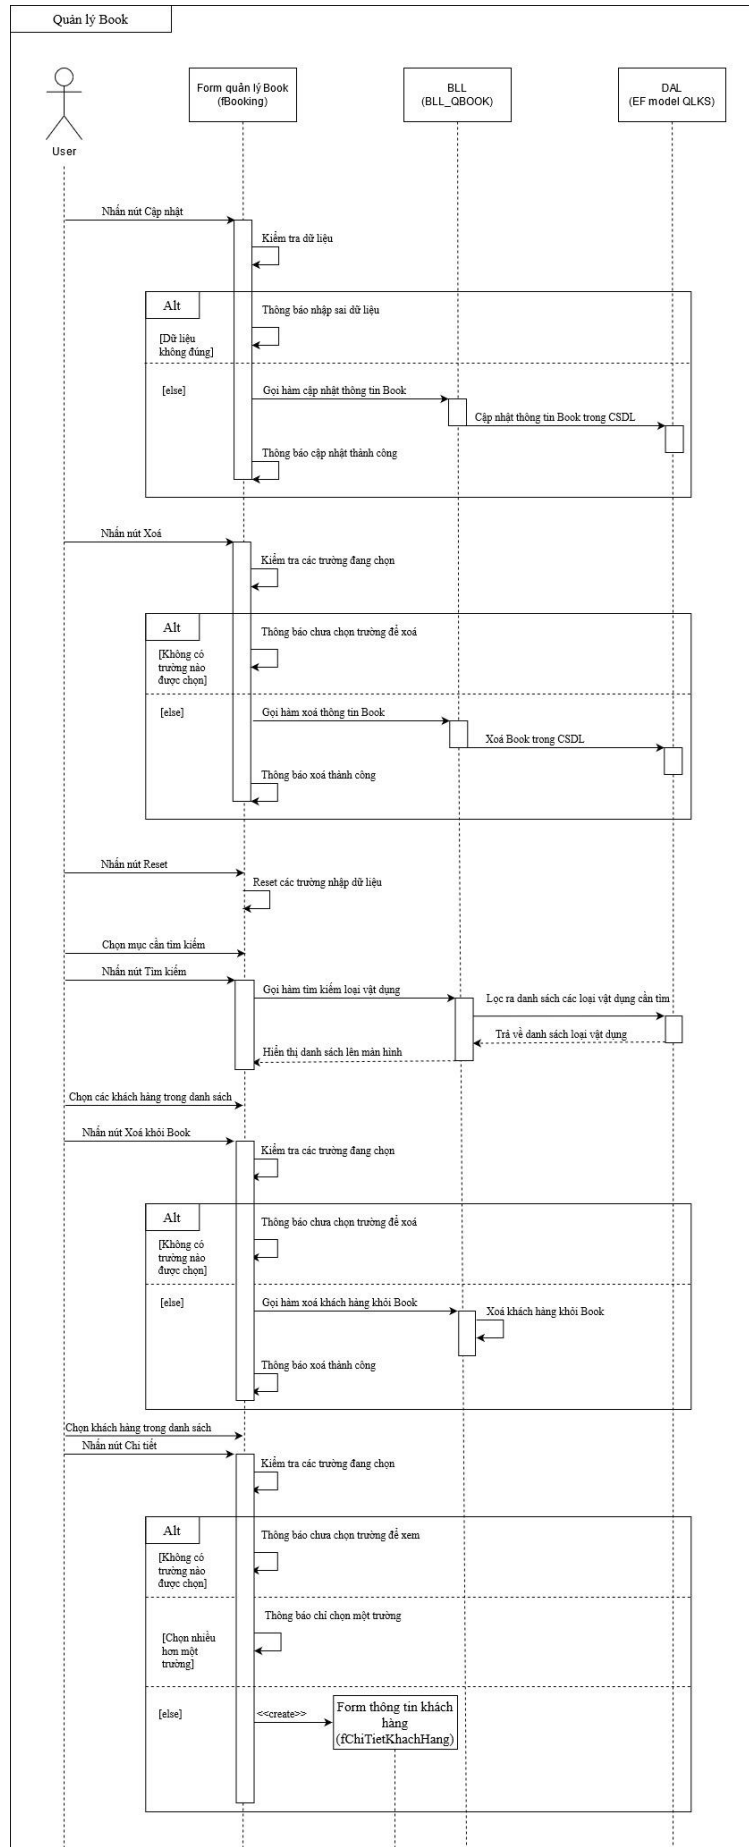 Quản lý Book
Form quản lý Book
(fBooking)
BLL
(BLL_QBOOK)
DAL
(EF model QLKS)
User
Nhấn nút Cập nhật
Kiểm tra dữ liệu
Alt
Thông báo nhập sai dữ liệu
[Dữ liệu
không đúng]
[else]
Gọi hàm cập nhật thông tin Book
Cập nhật thông tin Book trong CSDL
Thông báo cập nhật thành công
Nhấn nút Xoá
Kiểm tra các trường đang chọn
Alt
Thông báo chưa chọn trường để xoá
[Không có
trường nào
được chọn]
[else]
Gọi hàm xoá thông tin Book
Xoá Book trong CSDL
Thông báo xoá thành công
Nhấn nút Reset
Reset các trường nhập dữ liệu
Chọn mục cần tìm kiếm
Nhấn nút Tìm kiếm
Gọi hàm tìm kiếm loại vật dụng
Lọc ra danh sách các loại vật dụng cần tìm
Trả về danh sách loại vật dụng
Hiển thị danh sách lên màn hình
Chọn các khách hàng trong danh sách
Nhấn nút Xoá khỏi Book
Kiểm tra các trường đang chọn
Alt
Thông báo chưa chọn trường để xoá
[Không có
trường nào
được chọn]
[else]
Gọi hàm xoá khách hàng khỏi Book
Xoá khách hàng khỏi Book
Thông báo xoá thành công
Chọn khách hàng trong danh sách
Nhấn nút Chi tiết
Kiểm tra các trường đang chọn
Alt
Thông báo chưa chọn trường để xem
[Không có
trường nào
được chọn]
Thông báo chỉ chọn một trường
[Chọn nhiều
hơn một
trường]
[else]
<<create>>
Form thông tin khách
hàng
(fChiTietKhachHang)